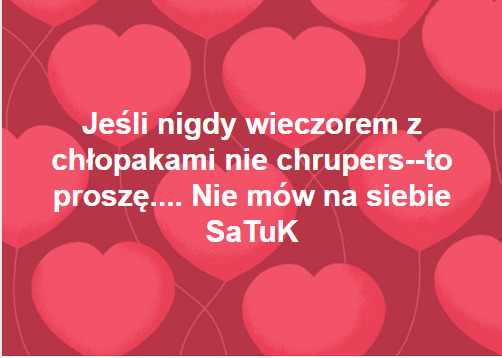 Jeśli nigdy wieczorem z
chłopakami nie chrupers--to
proszę.... Nie mów na siebie
SaTuK